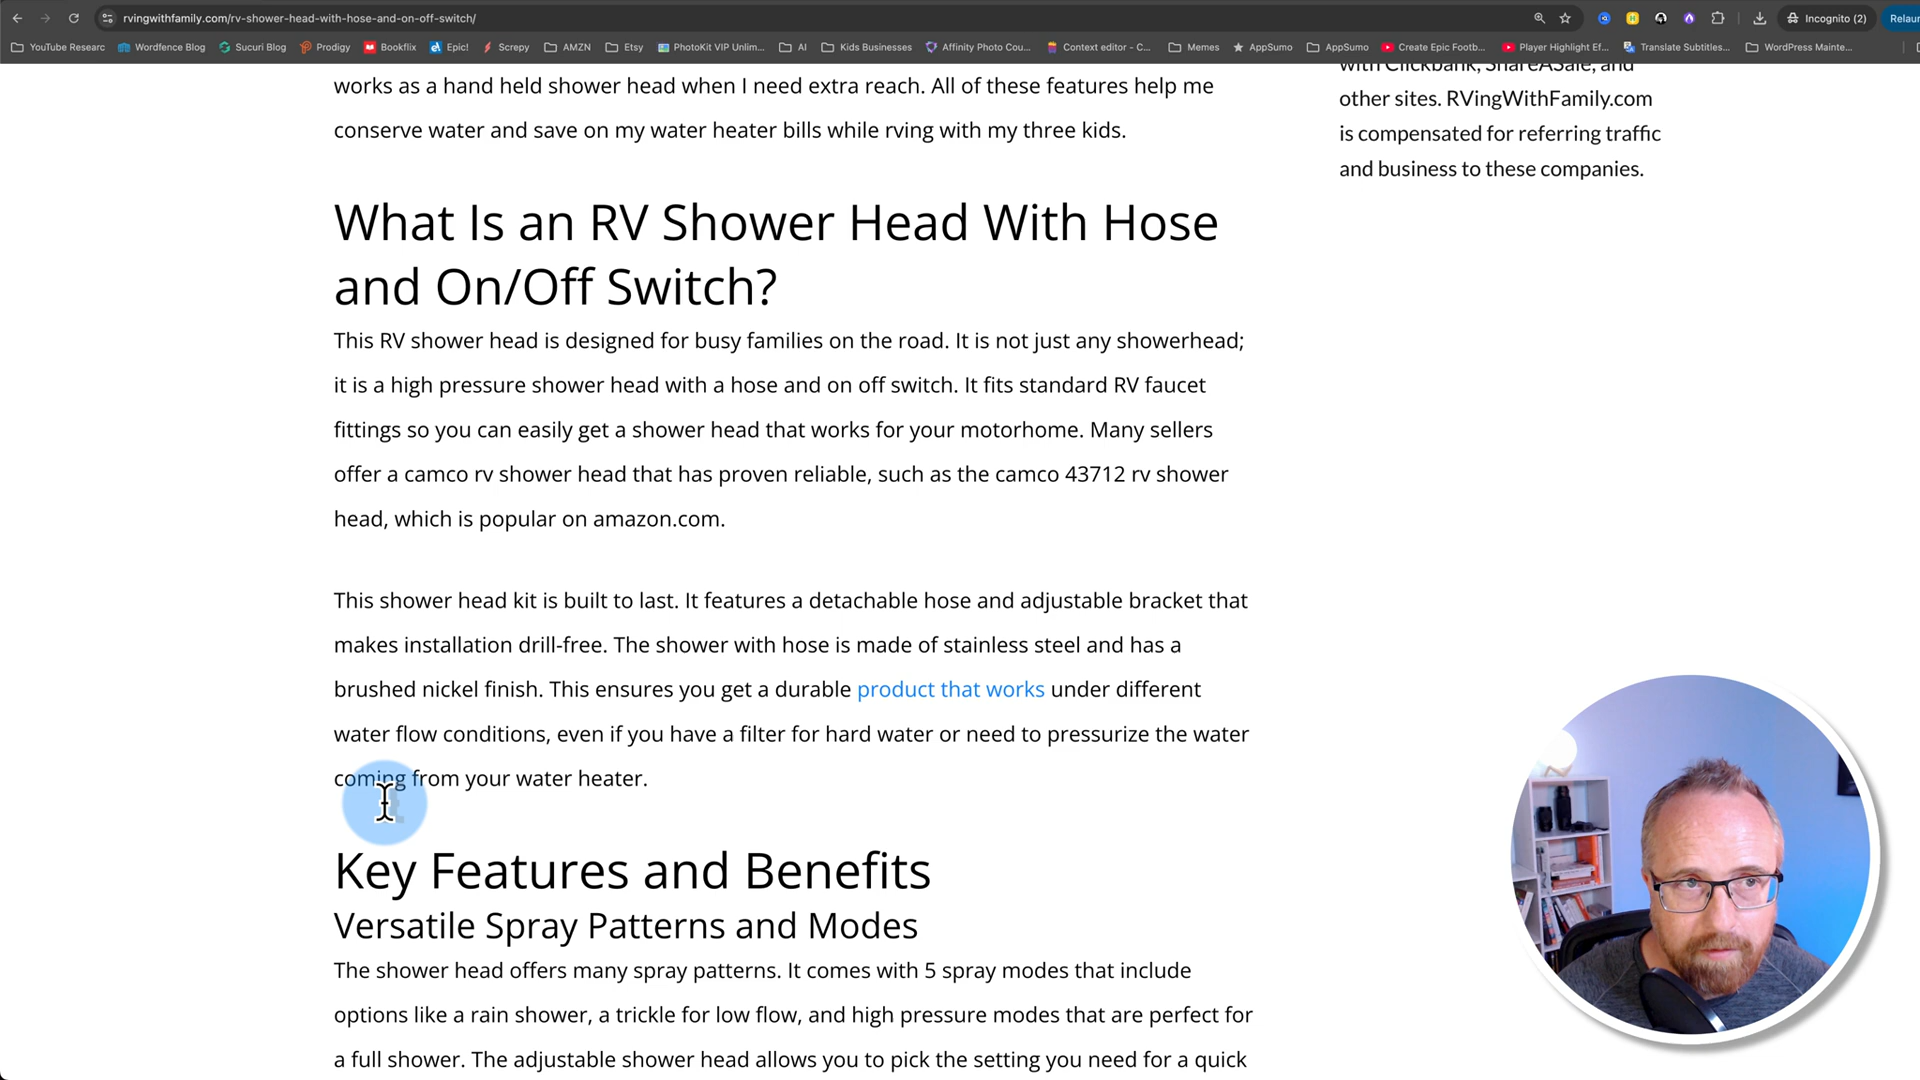 rvingwithfamily.com/rv-shower-head-with-hose-and-on-off-switch/
Incognito (2)
Relaun
YouTube Researc
Wordfence Blog
Sucuri Blog
Prodigy
Bookflix
Epic!
Screpy
AMZN
Etsy
PhotoKit VIP Unlim...
AI
Kids Businesses
Affinity Photo Cou...
Context editor - C...
Memes
AppSumo
AppSumo
Create Epic Footb...
Player Highlight Ef...
Translate Subtitles...
WordPress Mainte...
works as a hand held shower head when I need extra reach. All of these features help me
conserve water and save on my water heater bills while rving with my three kids.
What Is an RV Shower Head With Hose
and On/Off Switch?
This RV shower head is designed for busy families on the road. It is not just any showerhead;
it is a high pressure shower head with a hose and on off switch. It fits standard RV faucet
fittings so you can easily get a shower head that works for your motorhome. Many sellers
offer a camco rv shower head that has proven reliable, such as the camco 43712 rv shower
head, which is popular on amazon.com.
This shower head kit is built to last. It features a detachable hose and adjustable bracket that
makes installation drill-free. The shower with hose is made of stainless steel and has a
brushed nickel finish. This ensures you get a durable product that works under different
water flow conditions, even if you have a filter for hard water or need to pressurize the water
coming from your water heater.
Key Features and Benefits
Versatile Spray Patterns and Modes
The shower head offers many spray patterns. It comes with 5 spray modes that include
options like a rain shower, a trickle for low flow, and high pressure modes that are perfect for
a full shower. The adjustable shower head allows you to pick the setting you need for a quick
with Clickbank, ShareASale, and
other sites. RVingWithFamily.com
is compensated for referring traffic
and business to these companies.